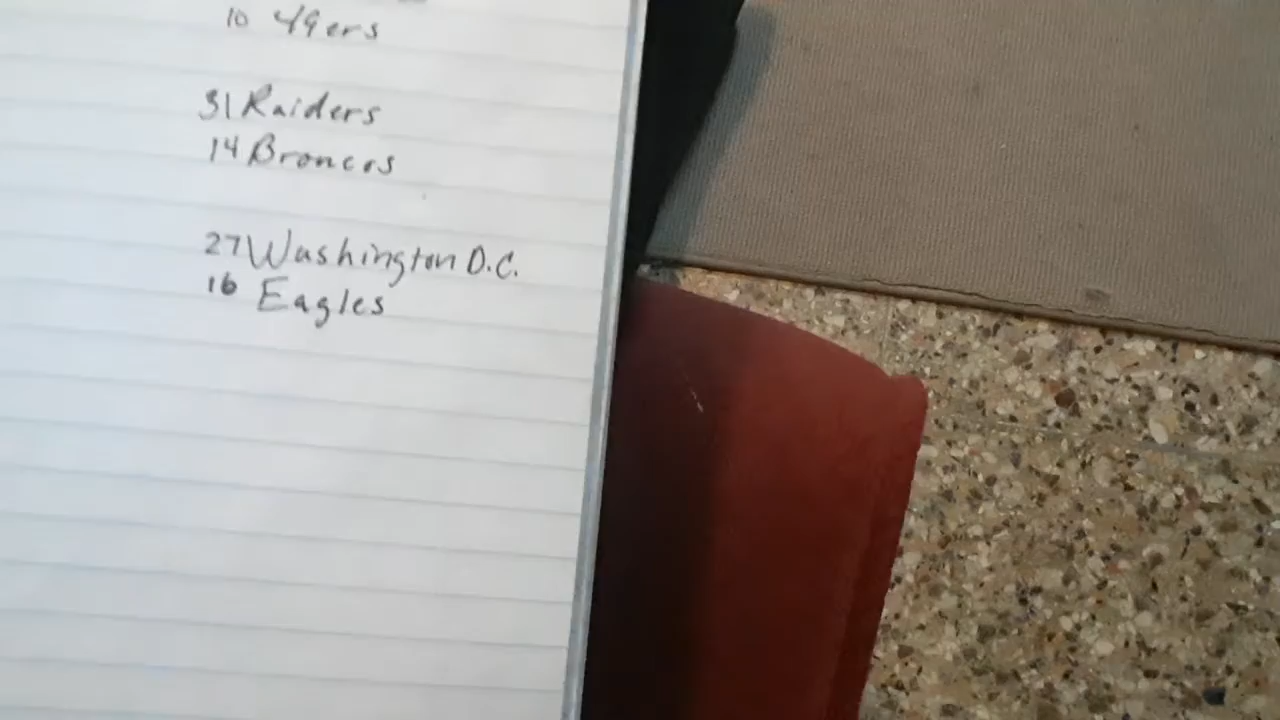 10 49ers
31 Raiders
14 Broncos
27 Washington D.C.
16 Eagles